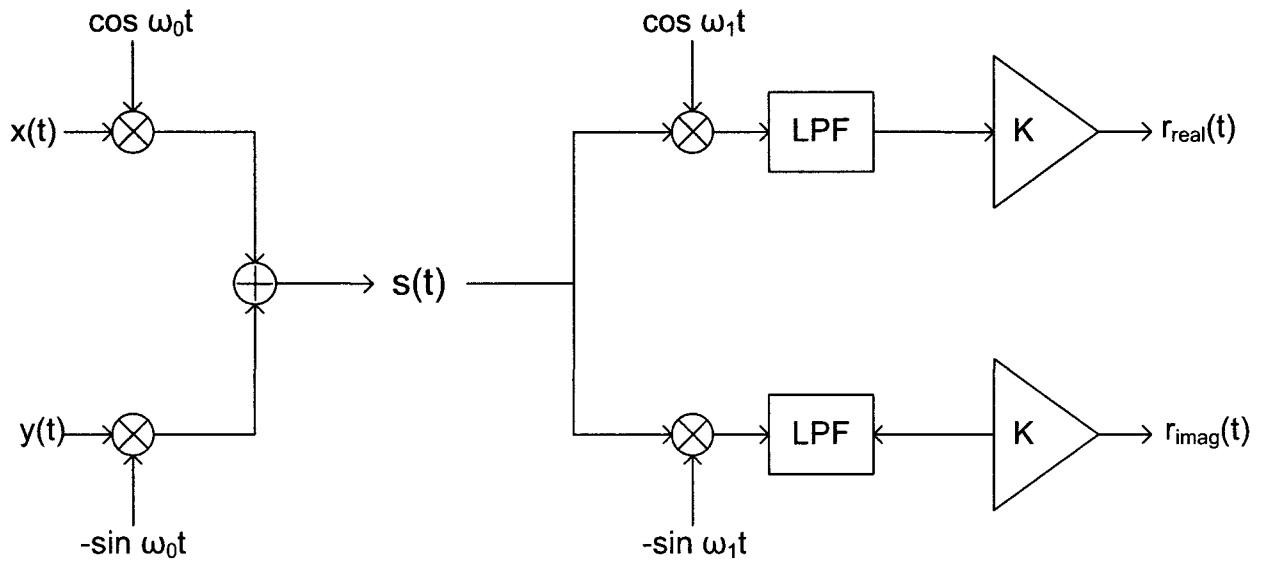 cos ω₀t
cos ω₁t
x(t)
LPF
K
r_real(t)
s(t)
y(t)
LPF
K
r_imag(t)
-sin ω₀t
-sin ω₁t